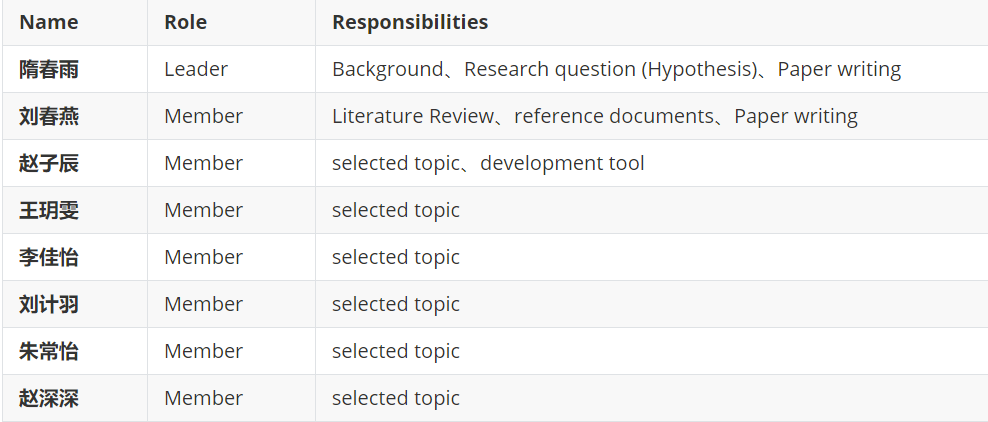 Name Role Responsibilities
隋春雨 Leader Background、Research question (Hypothesis)、Paper writing
刘春燕 Member Literature Review、reference documents、Paper writing
赵子辰 Member selected topic、development tool
王玥雯 Member selected topic
李佳怡 Member selected topic
刘计羽 Member selected topic
朱常怡 Member selected topic
赵深深 Member selected topic